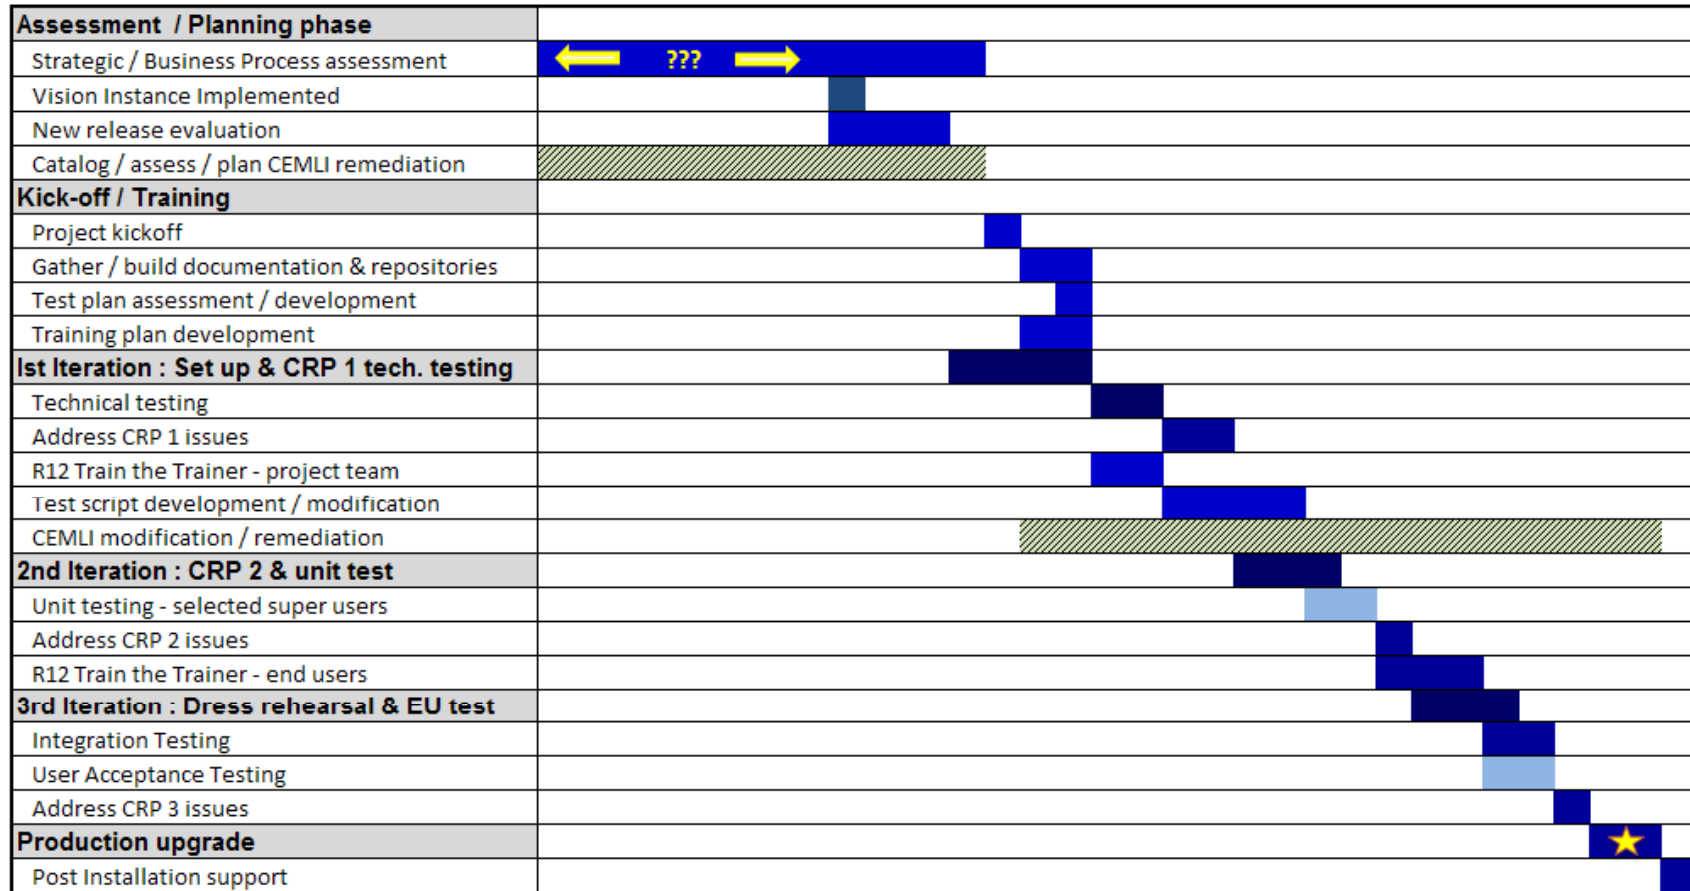 Assessment / Planning phase
Strategic / Business Process assessment
???
Vision Instance Implemented
New release evaluation
Catalog / assess / plan CEMLI remediation
Kick-off / Training
Project kickoff
Gather / build documentation & repositories
Test plan assessment / development
Training plan development
Ist Iteration : Set up & CRP 1 tech. testing
Technical testing
Address CRP 1 issues
R12 Train the Trainer - project team
Test script development / modification
CEMLI modification / remediation
2nd Iteration : CRP 2 & unit test
Unit testing - selected super users
Address CRP 2 issues
R12 Train the Trainer - end users
3rd Iteration : Dress rehearsal & EU test
Integration Testing
User Acceptance Testing
Address CRP 3 issues
Production upgrade
Post Installation support